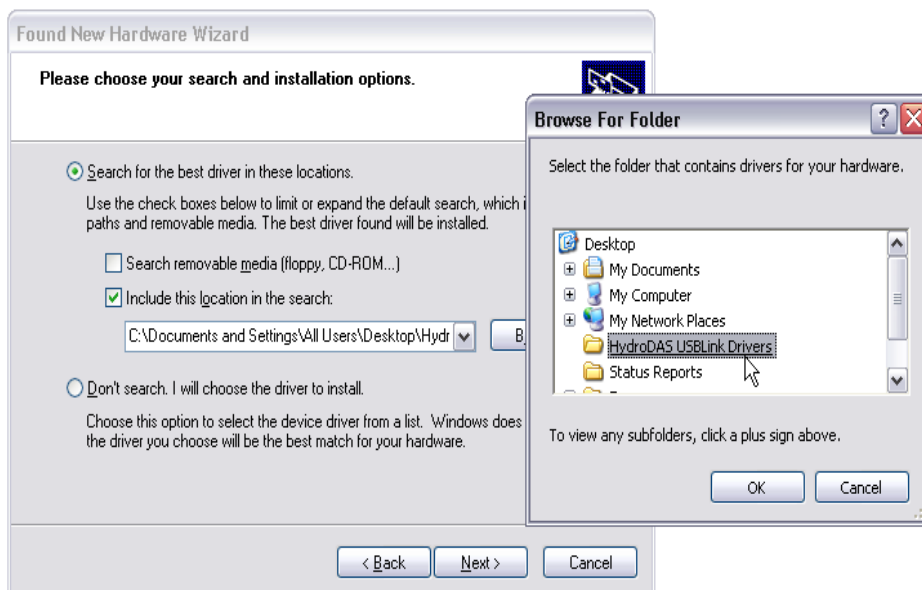 Found New Hardware Wizard
Please choose your search and installation options.
Search for the best driver in these locations.
Use the check boxes below to limit or expand the default search, which i
paths and removable media. The best driver found will be installed.
Search removable media (floppy, CD-ROM...)
Include this location in the search:
C:\Documents and Settings\All Users\Desktop\Hydr
B
Don't search. I will choose the driver to install.
Choose this option to select the device driver from a list. Windows does
the driver you choose will be the best match for your hardware.
< Back
Next >
Cancel
Browse For Folder
Select the folder that contains drivers for your hardware.
Desktop
My Documents
My Computer
My Network Places
HydroDAS USBLink Drivers
Status Reports
To view any subfolders, click a plus sign above.
OK
Cancel